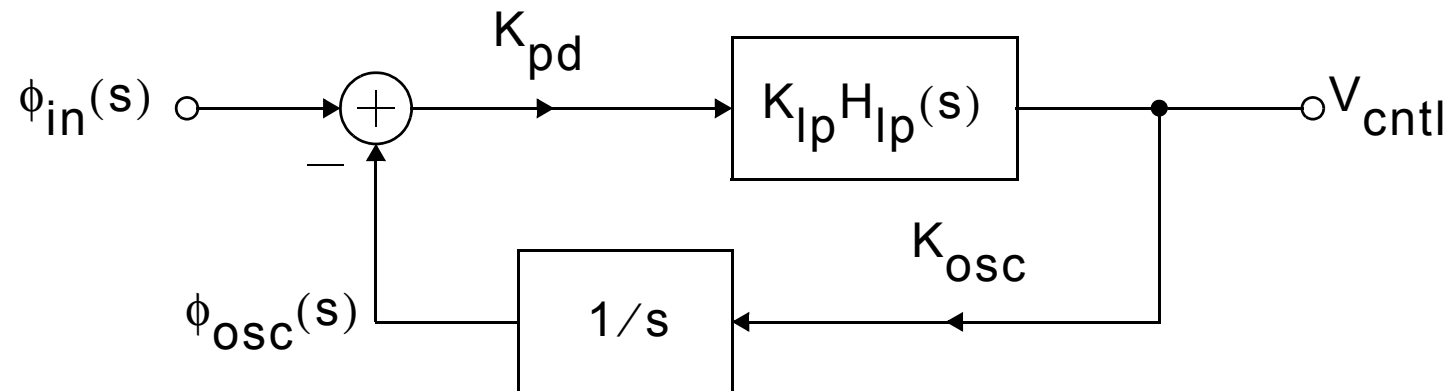 K_pd
ϕ_in(s)
+
K_lp H_lp(s)
V_cntl
−
K_osc
ϕ_osc(s)
1/s